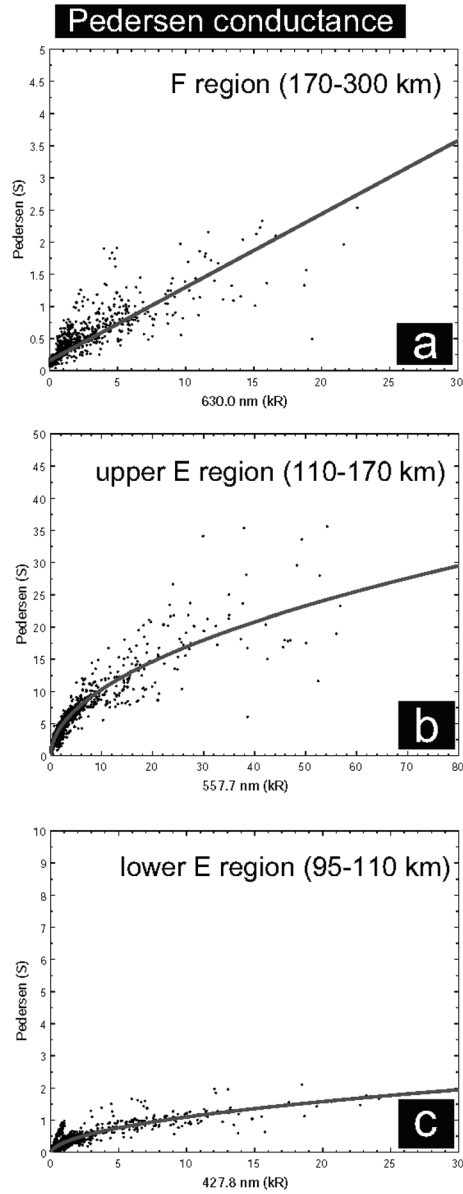 Pedersen conductance
F region (170-300 km)
5
4.5
4
3.5
3
2.5
2
1.5
1
0.5
0
Pedersen (S)
a
0 5 10 15 20 25 30
630.0 nm (kR)
upper E region (110-170 km)
50
45
40
35
30
25
20
15
10
5
0
Pedersen (S)
b
0 10 20 30 40 50 60 70 80
557.7 nm (kR)
lower E region (95-110 km)
10
9
8
7
6
5
4
3
2
1
0
Pedersen (S)
c
0 5 10 15 20 25 30
427.8 nm (kR)